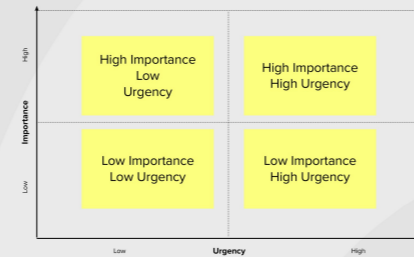 High
High Importance
Low
Urgency
High Importance
High Urgency
Importance
Low Importance
Low Urgency
Low Importance
High Urgency
Low
Low
Urgency
High